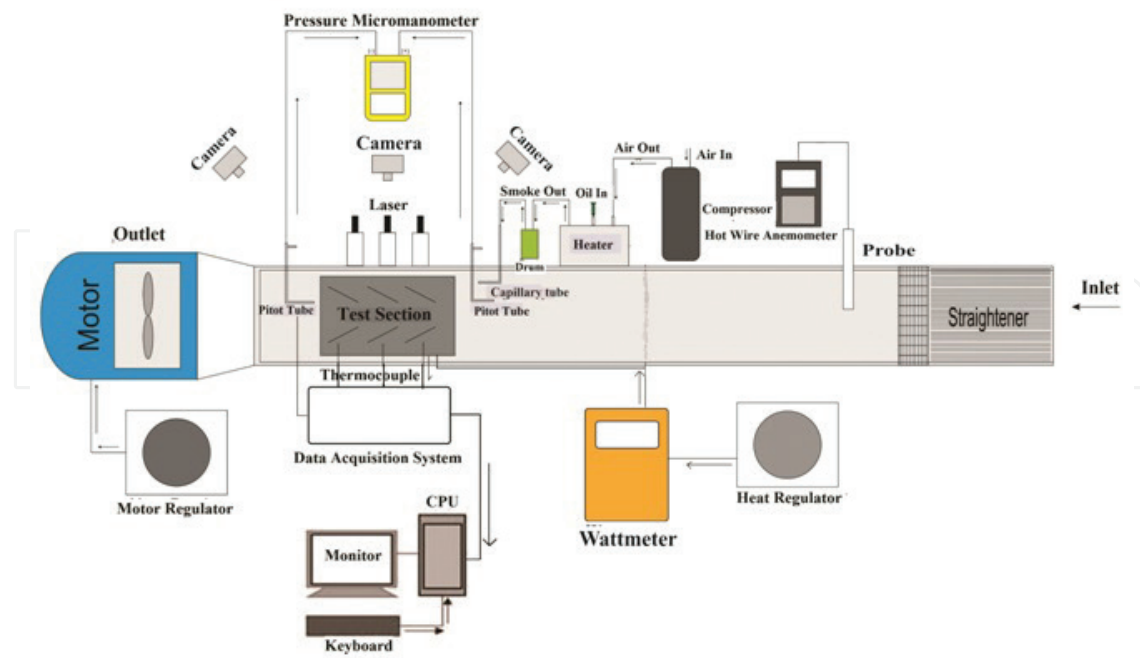 Pressure Micromanometer
(-)
(+)
Camera
Camera
Camera
Air Out
Air In
Smoke Out
Oil In
Laser
Compressor
Hot Wire Anemometer
Outlet
Heater
Probe
Drum
Inlet
Motor
Capillary tube
Pitot Tube
Test Section
Pitot Tube
Straightener
Thermocouple
Data Acquisition System
Motor Regulator
CPU
Heat Regulator
Wattmeter
Monitor
Keyboard